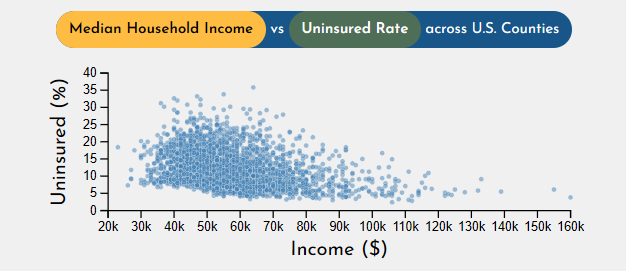 Median Household Income vs Uninsured Rate across U.S. Counties
Uninsured (%)
40
35
30
25
20
15
10
5
0
20k 30k 40k 50k 60k 70k 80k 90k 100k 110k 120k 130k 140k 150k 160k
Income ($)